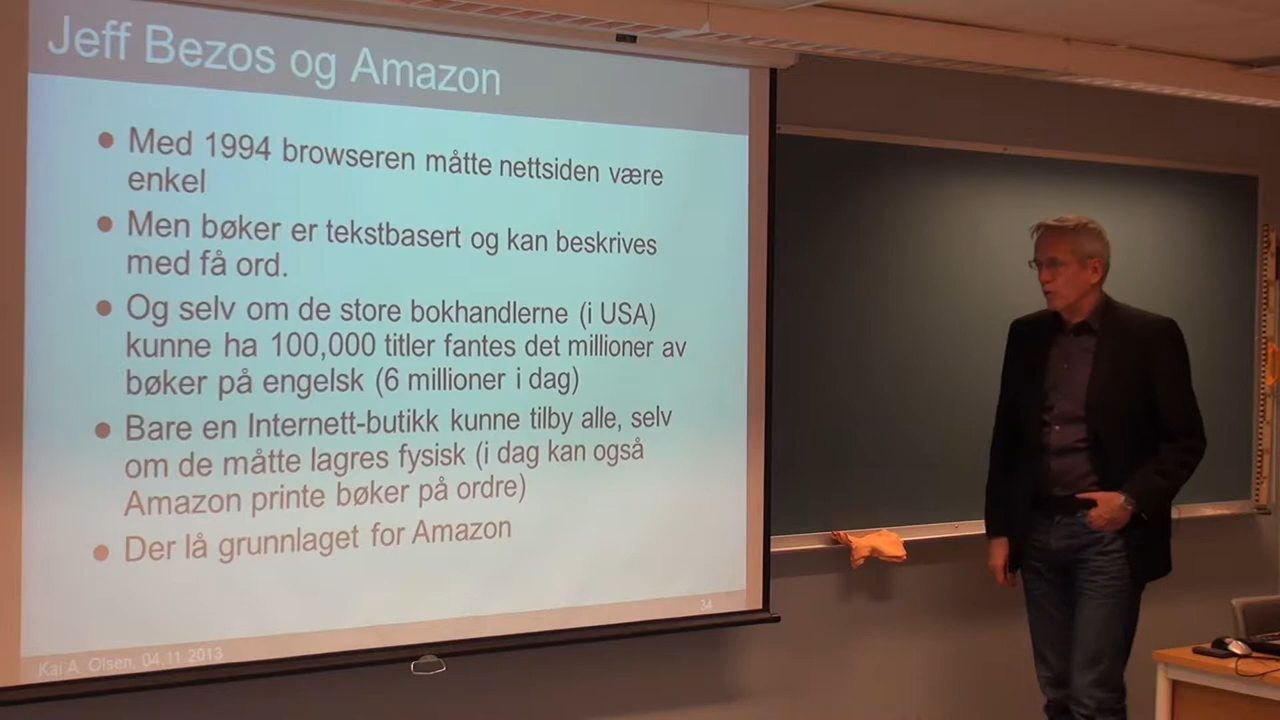 Jeff Bezos og Amazon
Med 1994 browseren måtte nettsiden være
enkel
Men bøker er tekstbasert og kan beskrives
med få ord.
Og selv om de store bokhandlerne (i USA)
kunne ha 100,000 titler fantes det millioner av
bøker på engelsk (6 millioner i dag)
Bare en Internett-butikk kunne tilby alle, selv
om de måtte lagres fysisk (i dag kan også
Amazon printe bøker på ordre)
Der lå grunnlaget for Amazon
34
Kai A. Olsen, 04.11 2013